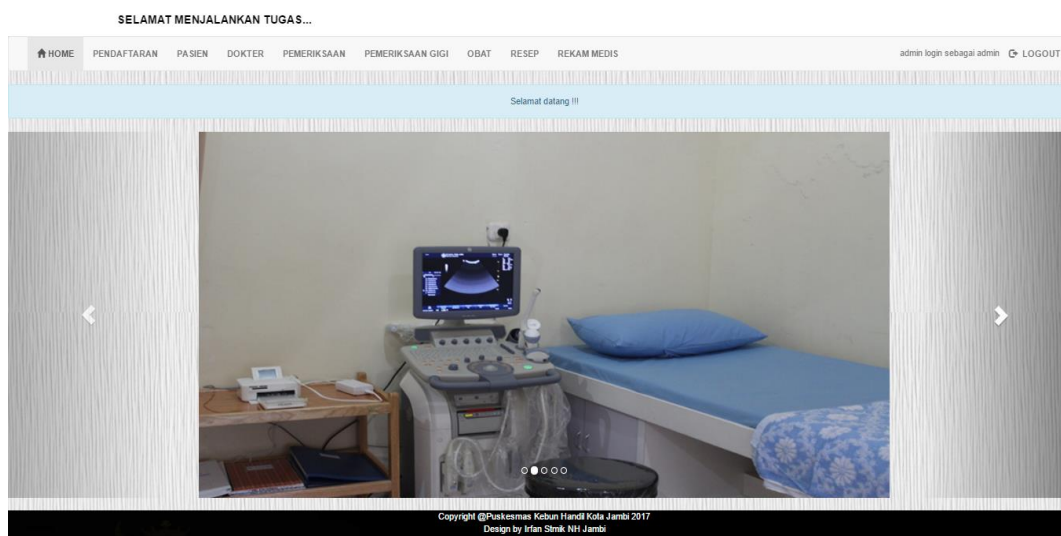 SELAMAT MENJALANKAN TUGAS...
HOME PENDAFTARAN PASIEN DOKTER PEMERIKSAAN PEMERIKSAAN GIGI OBAT RESEP REKAM MEDIS admin login sebagai admin LOGOUT
Selamat datang !!!
Copyright @Puskesmas Kebun Handil Kota Jambi 2017
Design by Irfan Stmik NH Jambi